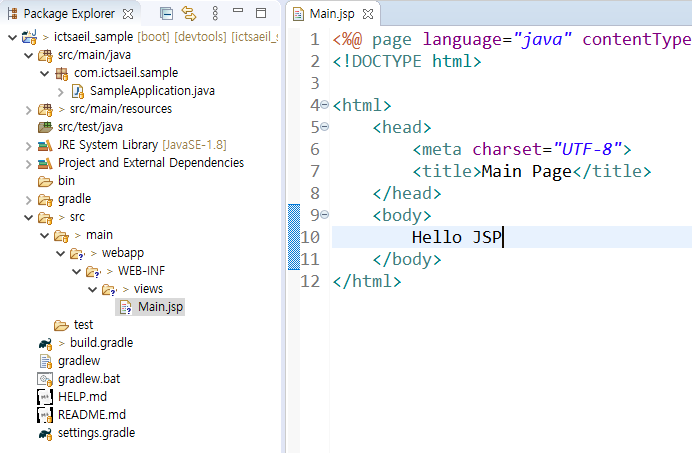 Package Explorer
ictsaeil_sample [boot] [devtools] [ictsaeil_s
src/main/java
com.ictsaeil.sample
SampleApplication.java
src/main/resources
src/test/java
JRE System Library [JavaSE-1.8]
Project and External Dependencies
bin
gradle
src
main
webapp
WEB-INF
views
Main.jsp
test
build.gradle
gradlew
gradlew.bat
HELP.md
README.md
settings.gradle
Main.jsp
1 <%@ page language="java" contentType
2 <!DOCTYPE html>
3
4 <html>
5 <head>
6 <meta charset="UTF-8">
7 <title>Main Page</title>
8 </head>
9 <body>
10 Hello JSP
11 </body>
12 </html>